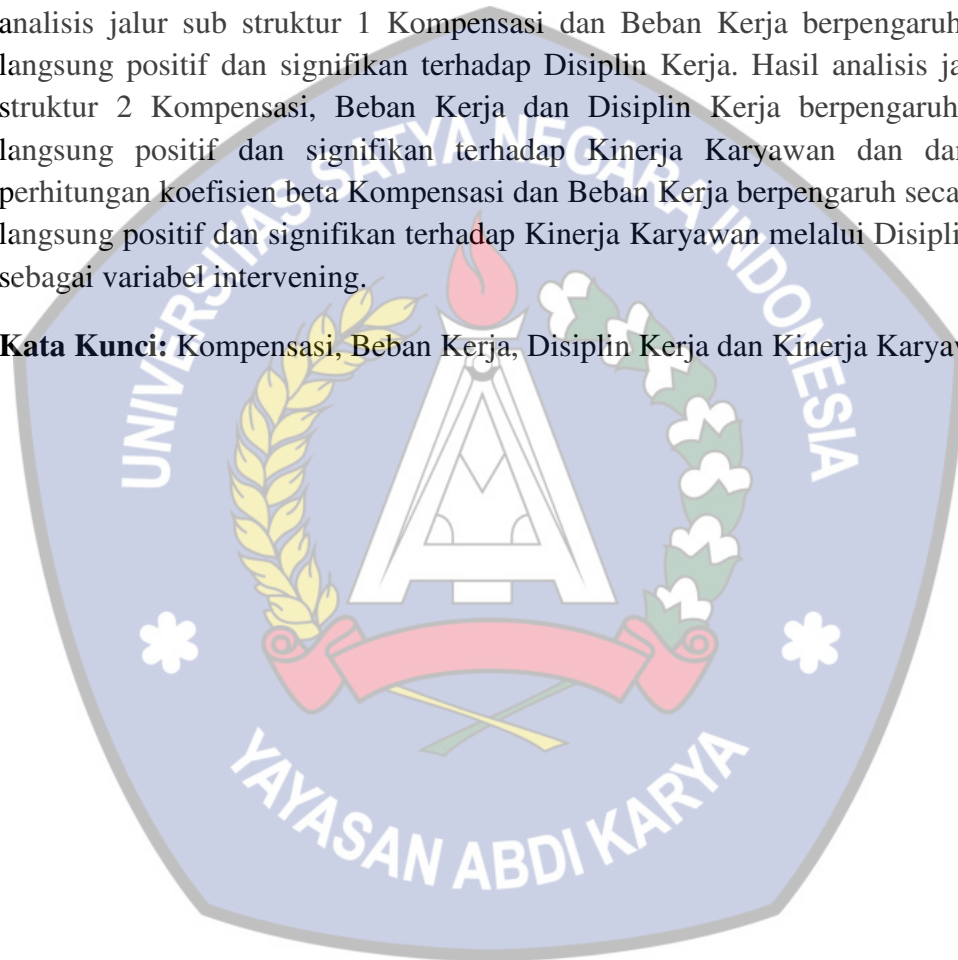 analisis jalur sub struktur 1 Kompensasi dan Beban Kerja berpengaruh
langsung positif dan signifikan terhadap Disiplin Kerja. Hasil analisis ja
struktur 2 Kompensasi, Beban Kerja dan Disiplin Kerja berpengaruh
langsung positif dan signifikan terhadap Kinerja Karyawan dan dar
perhitungan koefisien beta Kompensasi dan Beban Kerja berpengaruh seca
langsung positif dan signifikan terhadap Kinerja Karyawan melalui Disipli
sebagai variabel intervening.
Kata Kunci: Kompensasi, Beban Kerja, Disiplin Kerja dan Kinerja Karyaw
UNIVERSITAS SATYA NEGARA INDONESIA
YAYASAN ABDI KARYA